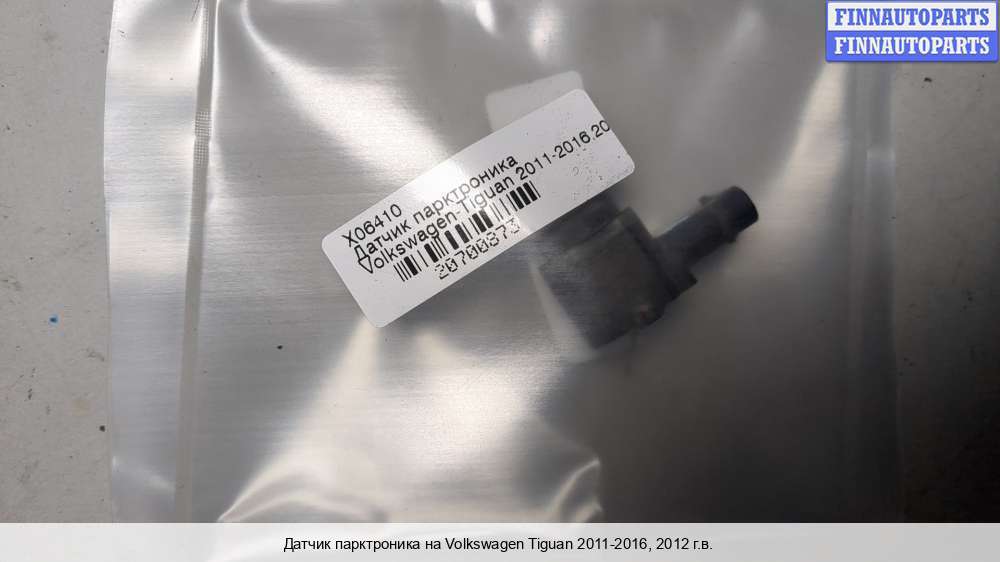 FINNAUTOPARTS
FINNAUTOPARTS
X06410
Датчик парктроника
Volkswagen-Tiguan 2011-2016.20
20700873
Датчик парктроника на Volkswagen Tiguan 2011-2016, 2012 г.в.